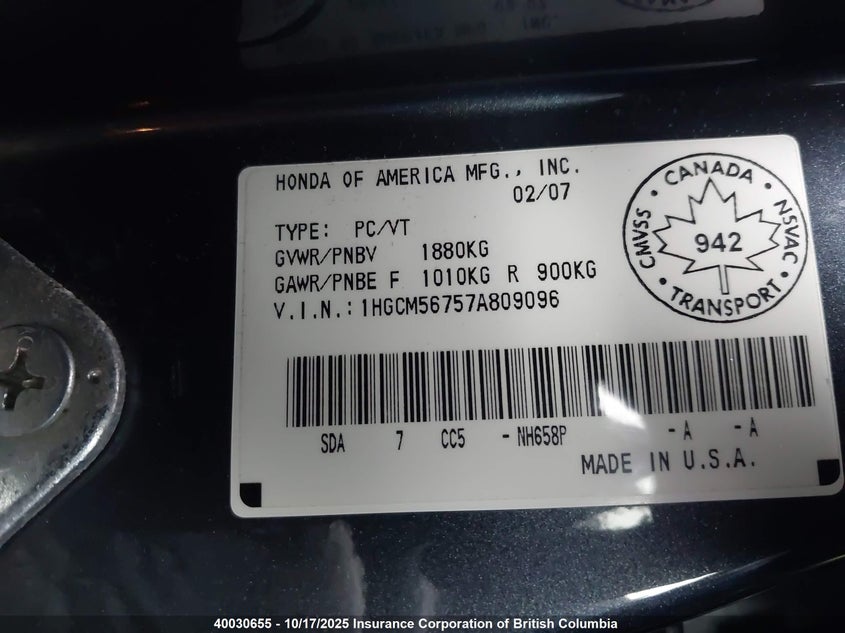 HONDA OF AMERICA MFG., INC.
02/07
TYPE: PC/VT
GVWR/PNBV 1880KG
GAWR/PNBE F 1010KG R 900KG
V.I.N.:1HGCM56757A809096
CANADA
CMVSS · NSVAC
942
TRANSPORT
SDA 7 CC5 -NH658P -A -A
MADE IN U.S.A.
40030655 - 10/17/2025 Insurance Corporation of British Columbia